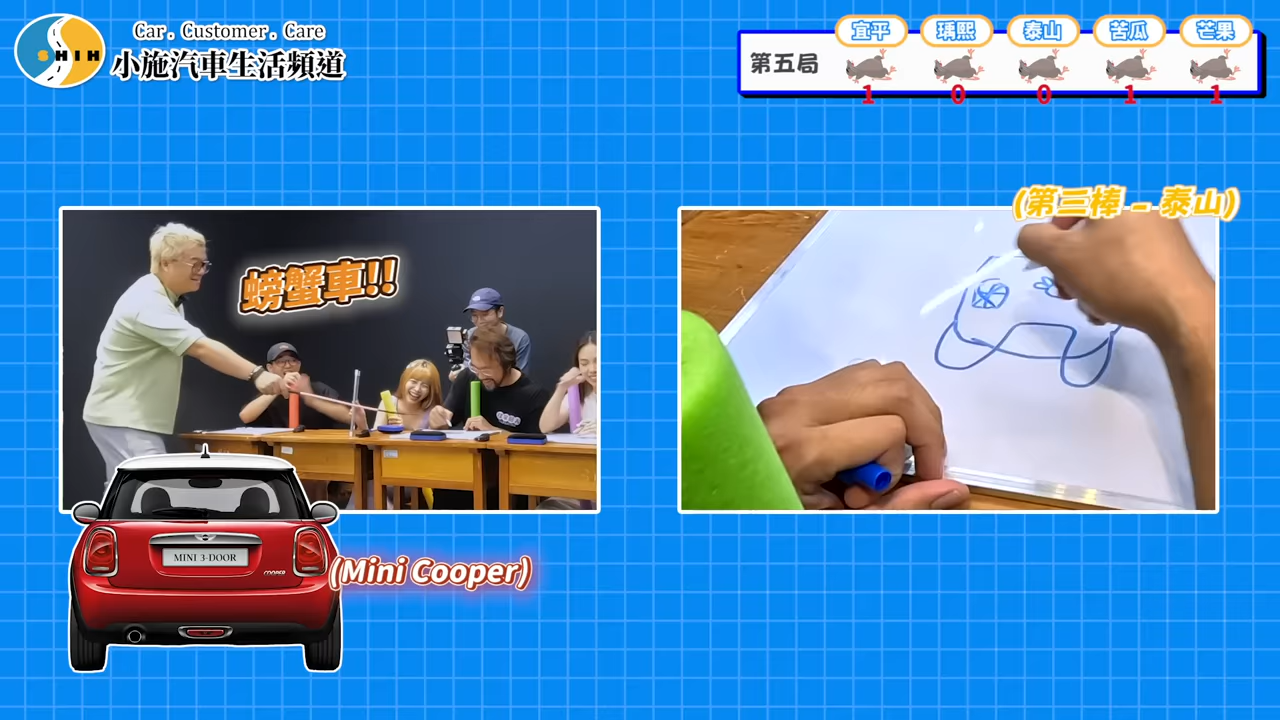 SHIH
Car . Customer . Care
小施汽車生活頻道
第五局
宜平 瑀熙 泰山 苦瓜 芒果
1 0 0 1 1
(第三棒 - 泰山)
螃蟹車!!
MINI 3-DOOR
COOPER
(Mini Cooper)